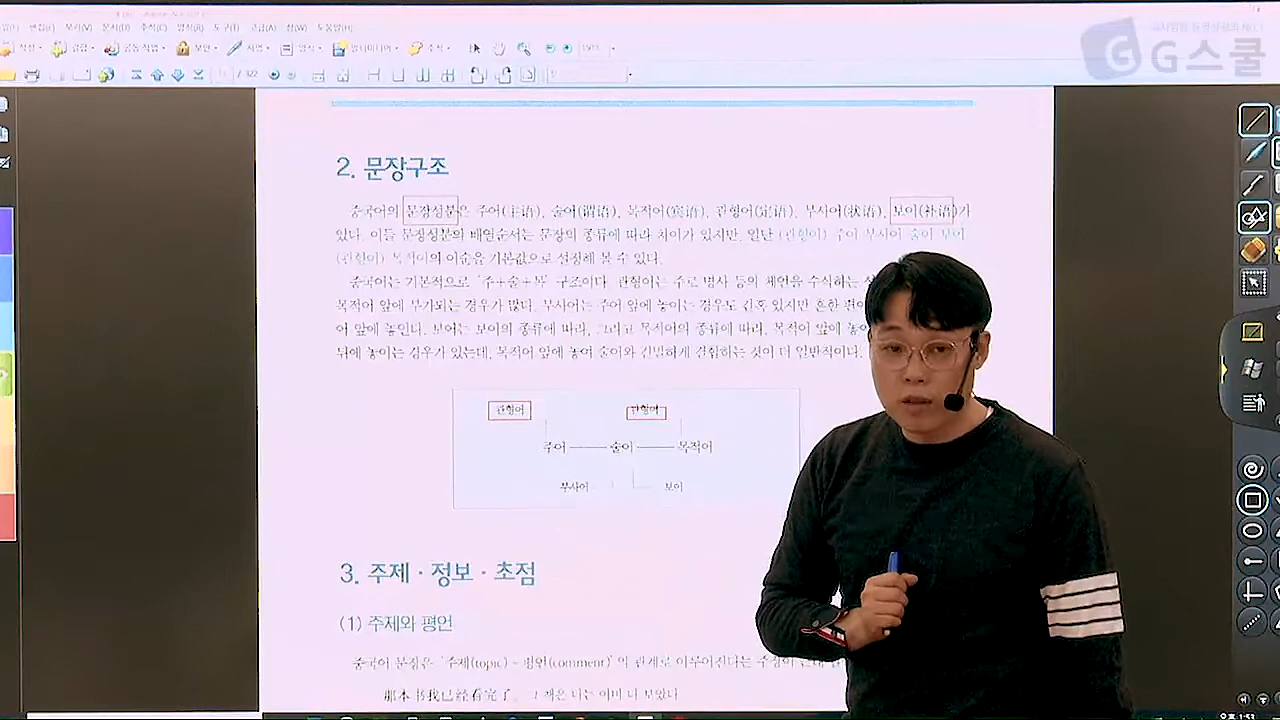 G스쿨
2. 문장구조
중국어의 문장성분은 주어(主语), 술어(谓语), 목적어(宾语), 관형어(定语), 부사어(状语), 보어(补语)가
있다. 이들 문장성분의 배열순서는 문장의 종류에 따라 차이가 있지만, 일단 (관형어) 주어 부사어 술어 보어
(관형어) 목적어의 어순을 기본값으로 설정해 볼 수 있다.
중국어는 기본적으로 '주+술+목' 구조이다. 관형어는 주로 명사 등의 체언을 수식하는
목적어 앞에 부가되는 경우가 많다. 부사어는 주어 앞에 놓이는 경우도 간혹 있지만 흔한
어 앞에 놓인다. 보어는 보어의 종류에 따라, 그리고 목적어의 종류에 따라, 목적어 앞에
뒤에 놓이는 경우가 있는데, 목적어 앞에 놓여 술어와 긴밀하게 결합하는 것이 더 일반적이다.
관형어 관형어
주어 술어 목적어
부사어 보어
3. 주제 · 정보 · 초점
(1) 주제와 평언
중국어 문장은 '주제(topic) - 평언(comment)'의 관계로 이루어진다는 주장이
那本书我已经看完了。 그 책은 나는 이미 다 보았다.